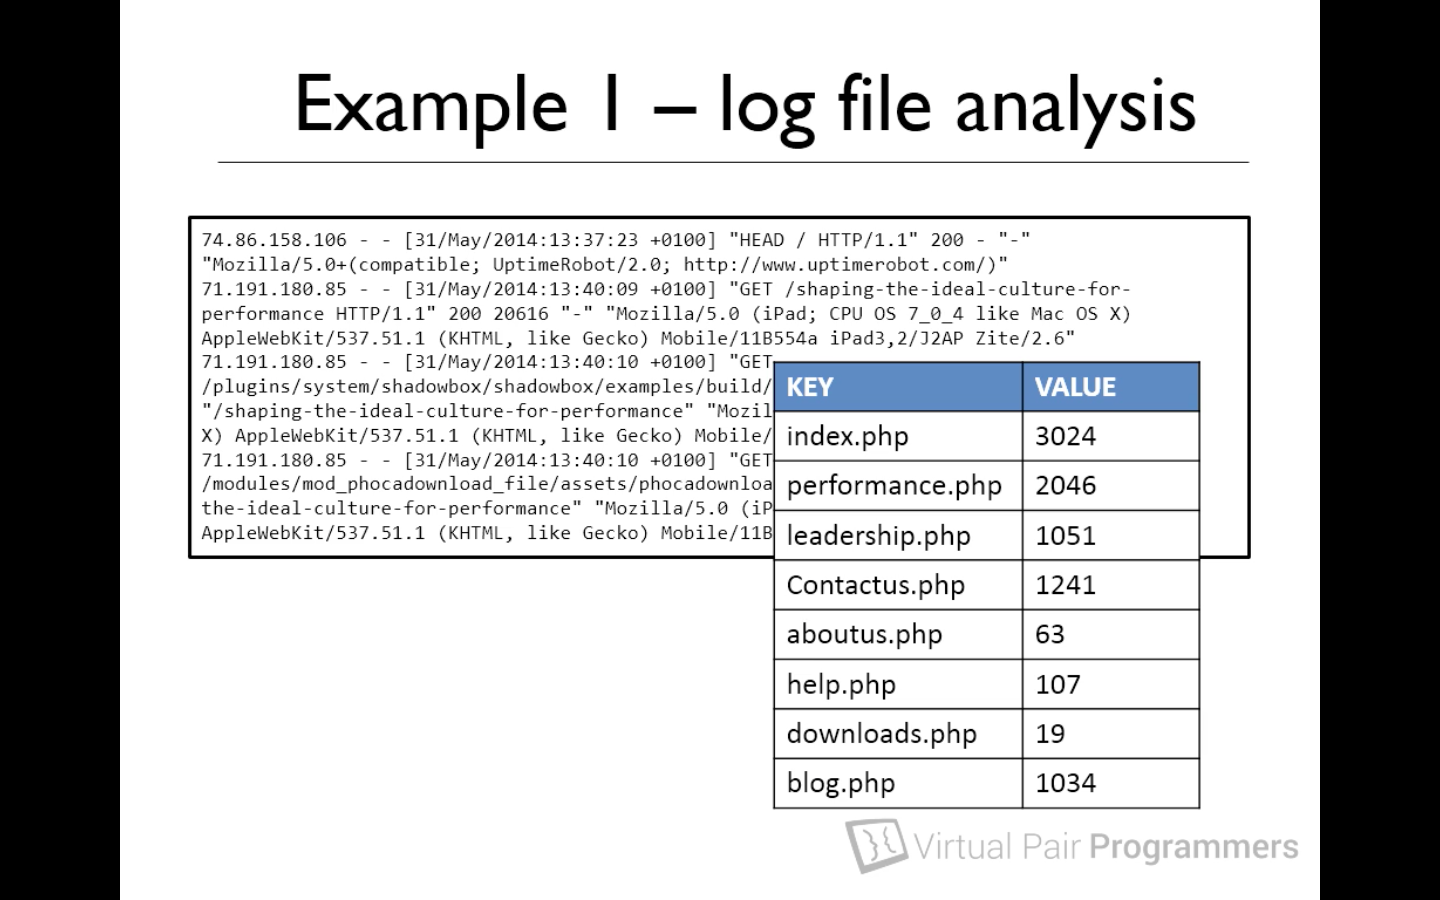 Example 1 – log file analysis
74.86.158.106 - - [31/May/2014:13:37:23 +0100] "HEAD / HTTP/1.1" 200 - "-"
"Mozilla/5.0+(compatible; UptimeRobot/2.0; http://www.uptimerobot.com/)"
71.191.180.85 - - [31/May/2014:13:40:09 +0100] "GET /shaping-the-ideal-culture-for-
performance HTTP/1.1" 200 20616 "-" "Mozilla/5.0 (iPad; CPU OS 7_0_4 like Mac OS X)
AppleWebKit/537.51.1 (KHTML, like Gecko) Mobile/11B554a iPad3,2/J2AP Zite/2.6"
71.191.180.85 - - [31/May/2014:13:40:10 +0100] "GET
/plugins/system/shadowbox/shadowbox/examples/build/
"/shaping-the-ideal-culture-for-performance" "Mozil
X) AppleWebKit/537.51.1 (KHTML, like Gecko) Mobile/
71.191.180.85 - - [31/May/2014:13:40:10 +0100] "GET
/modules/mod_phocadownload_file/assets/phocadownloa
the-ideal-culture-for-performance" "Mozilla/5.0 (iP
AppleWebKit/537.51.1 (KHTML, like Gecko) Mobile/11B
KEY VALUE
index.php 3024
performance.php 2046
leadership.php 1051
Contactus.php 1241
aboutus.php 63
help.php 107
downloads.php 19
blog.php 1034
Virtual Pair Programmers